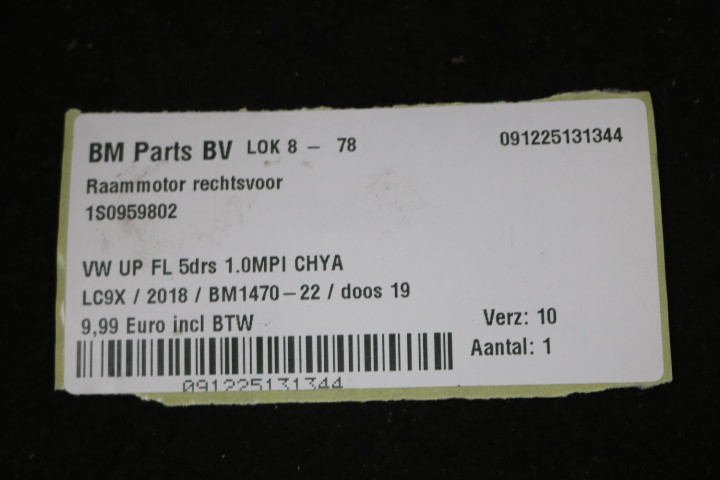 BM Parts BV LOK 8 - 78 091225131344
Raammotor rechtsvoor
1S0959802
VW UP FL 5drs 1.0MPI CHYA
LC9X / 2018 / BM1470-22 / doos 19
9,99 Euro incl BTW Verz: 10
Aantal: 1
091225131344